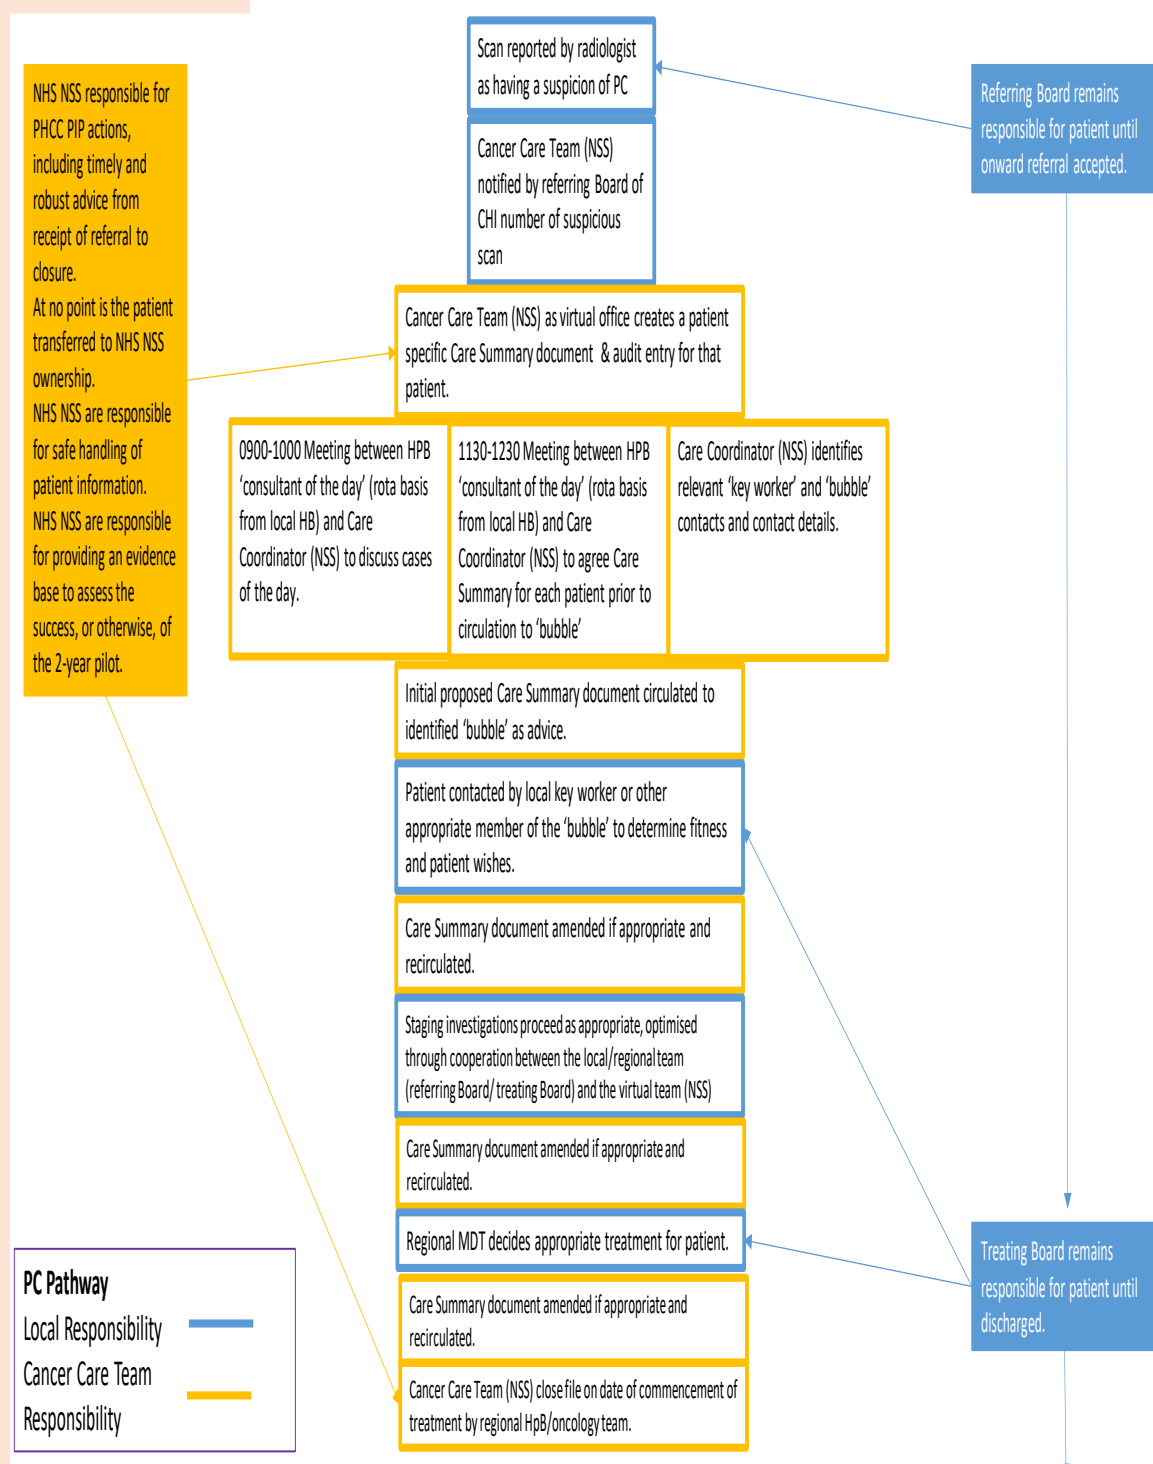 Scan reported by radiologist
as having a suspicion of PC
Cancer Care Team (NSS)
notified by referring Board of
CHI number of suspicious
scan
Referring Board remains
responsible for patient until
onward referral accepted.
NHS NSS responsible for
PHCC PIP actions,
including timely and
robust advice from
receipt of referral to
closure.
At no point is the patient
transferred to NHS NSS
ownership.
NHS NSS are responsible
for safe handling of
patient information.
NHS NSS are responsible
for providing an evidence
base to assess the
success, or otherwise, of
the 2-year pilot.
Cancer Care Team (NSS) as virtual office creates a patient
specific Care Summary document & audit entry for that
patient.
0900-1000 Meeting between HPB
‘consultant of the day’ (rota basis
from local HB) and Care
Coordinator (NSS) to discuss cases
of the day.
1130-1230 Meeting between HPB
‘consultant of the day’ (rota basis
from local HB) and Care
Coordinator (NSS) to agree Care
Summary for each patient prior to
circulation to ‘bubble’
Care Coordinator (NSS) identifies
relevant ‘key worker’ and ‘bubble’
contacts and contact details.
Initial proposed Care Summary document circulated to
identified ‘bubble’ as advice.
Patient contacted by local key worker or other
appropriate member of the ‘bubble’ to determine fitness
and patient wishes.
Care Summary document amended if appropriate and
recirculated.
Staging investigations proceed as appropriate, optimised
through cooperation between the local/regional team
(referring Board/ treating Board) and the virtual team (NSS)
Care Summary document amended if appropriate and
recirculated.
Regional MDT decides appropriate treatment for patient.
Treating Board remains
responsible for patient until
discharged.
Care Summary document amended if appropriate and
recirculated.
Cancer Care Team (NSS) close file on date of commencement of
treatment by regional HpB/oncology team.
PC Pathway
Local Responsibility
Cancer Care Team
Responsibility